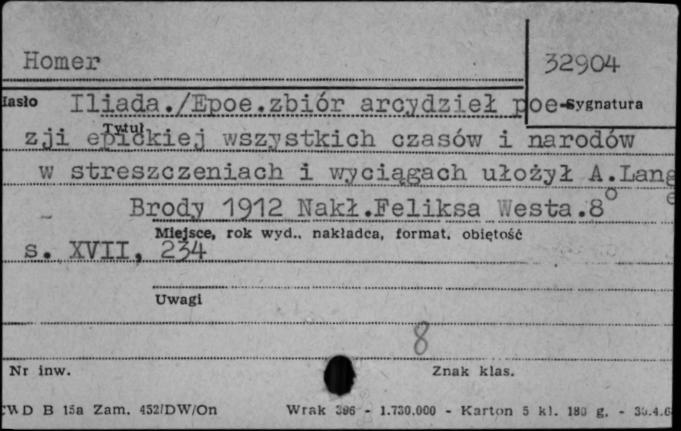 Homer
32904
Hasło Iliada./Epoe.zbiór arcydzieł poe-
Sygnatura
Tytuł
zji epickiej wszystkich czasów i narodów
w streszczeniach i wyciągach ułożył A.Lang
e
- Brody 1912 Nakł.Feliksa Westa.8°
Miejsce, rok wyd., nakładca, format, objętość
s. XVII, 234
Uwagi
8
Nr inw.
Znak klas.
CWD B 15a Zam. 452/DW/On Wrak 396 - 1.730.000 - Karton 5 kl. 180 g. -